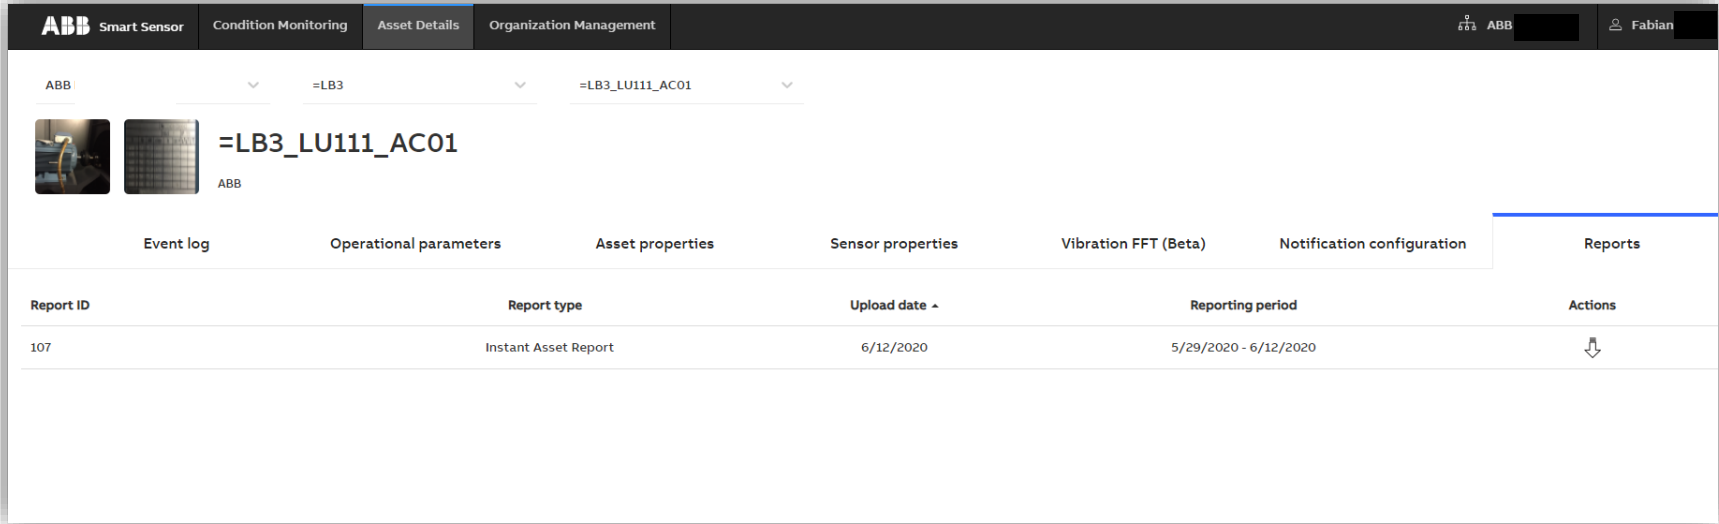 ABB Smart Sensor Condition Monitoring Asset Details Organization Management ABB Fabian
ABB =LB3 =LB3_LU111_AC01
=LB3_LU111_AC01
ABB
Event log Operational parameters Asset properties Sensor properties Vibration FFT (Beta) Notification configuration Reports
Report ID Report type Upload date Reporting period Actions
107 Instant Asset Report 6/12/2020 5/29/2020 - 6/12/2020